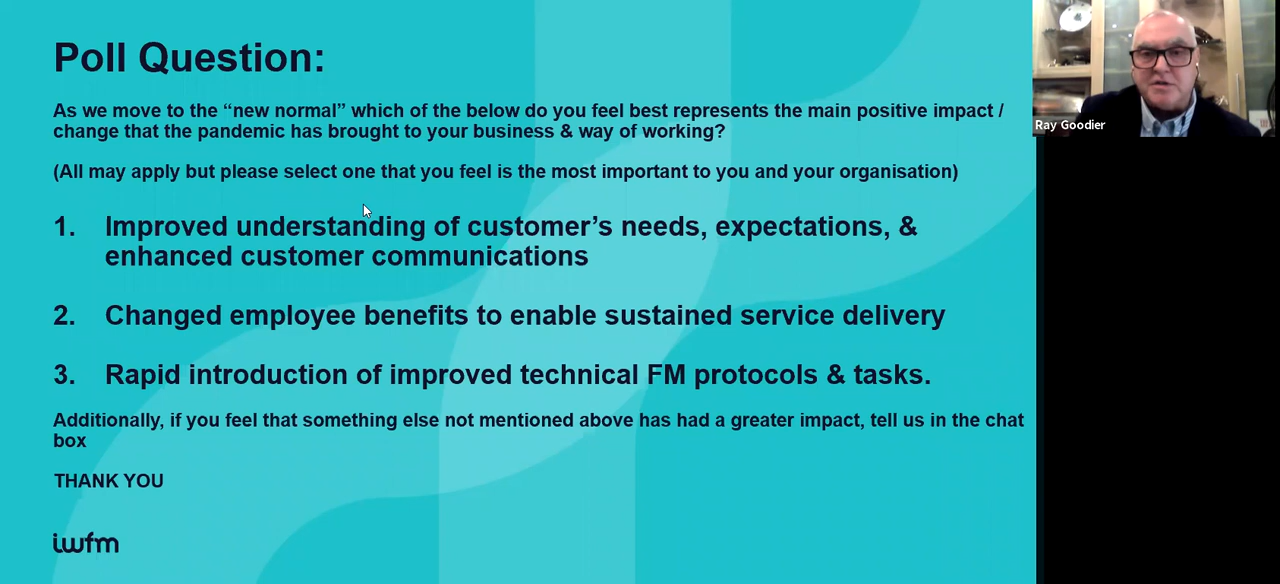 Poll Question:
As we move to the “new normal” which of the below do you feel best represents the main positive impact /
change that the pandemic has brought to your business & way of working?
(All may apply but please select one that you feel is the most important to you and your organisation)
1. Improved understanding of customer’s needs, expectations, &
enhanced customer communications
2. Changed employee benefits to enable sustained service delivery
3. Rapid introduction of improved technical FM protocols & tasks.
Additionally, if you feel that something else not mentioned above has had a greater impact, tell us in the chat
box
THANK YOU
iwfm
Ray Goodier